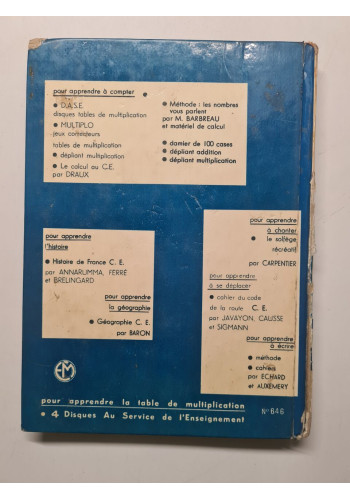 pour apprendre à compter
● D.A.S.E
disques tables de multiplication
● MULTIPLO
jeux correcteurs
tables de multiplication
● dépliant multiplication
● Le calcul au C.E.
par DRAUX
● Méthode : les nombres
vous parlent
par M. BARBREAU
et matériel de calcul
● damier de 100 cases
● dépliant addition
● dépliant multiplication
pour apprendre
l'histoire
● Histoire de France C. E.
par ANNARUMMA, FERRÉ
et BRELINGARD
pour apprendre
la géographie
● Géographie C. E.
par BARON
pour apprendre
à chanter
● le solfège
récréatif
par CARPENTIER
pour apprendre
à se déplacer
● cahier du code
de la route C. E.
par JAVAYON, CAUSSE
et SIGMANN
pour apprendre
à écrire
● méthode
● cahiers
par ECHARD
et AUXEMERY
EM
pour apprendre la table de multiplication
● 4 Disques Au Service de l'Enseignement
N° 646